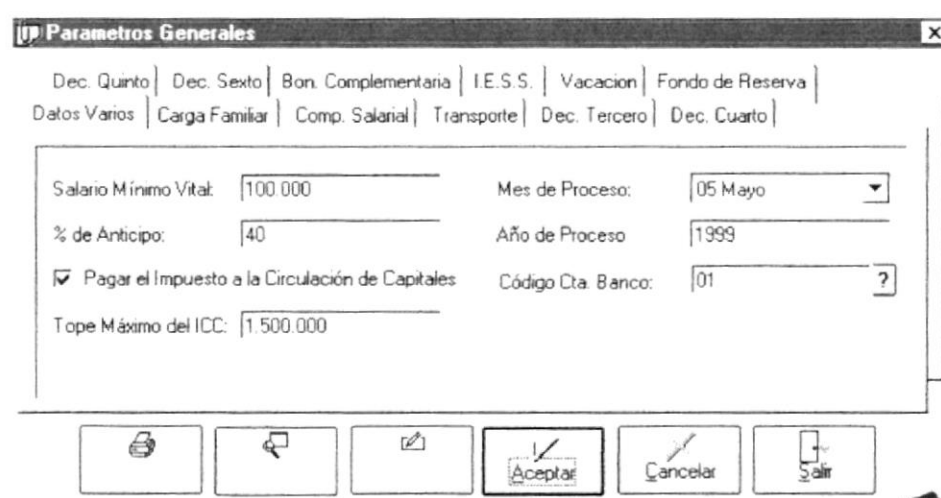 Parametros Generales
Dec. Quinto Dec. Sexto Bon. Complementaria I.E.S.S. Vacacion Fondo de Reserva
Datos Varios Carga Familiar Comp. Salarial Transporte Dec. Tercero Dec. Cuarto
Salario Mínimo Vital: 100.000 Mes de Proceso: 05 Mayo
% de Anticipo: 40 Año de Proceso 1999
Pagar el Impuesto a la Circulación de Capitales Código Cta. Banco: 01 ?
Tope Máximo del ICC: 1.500.000
Aceptar Cancelar Salir